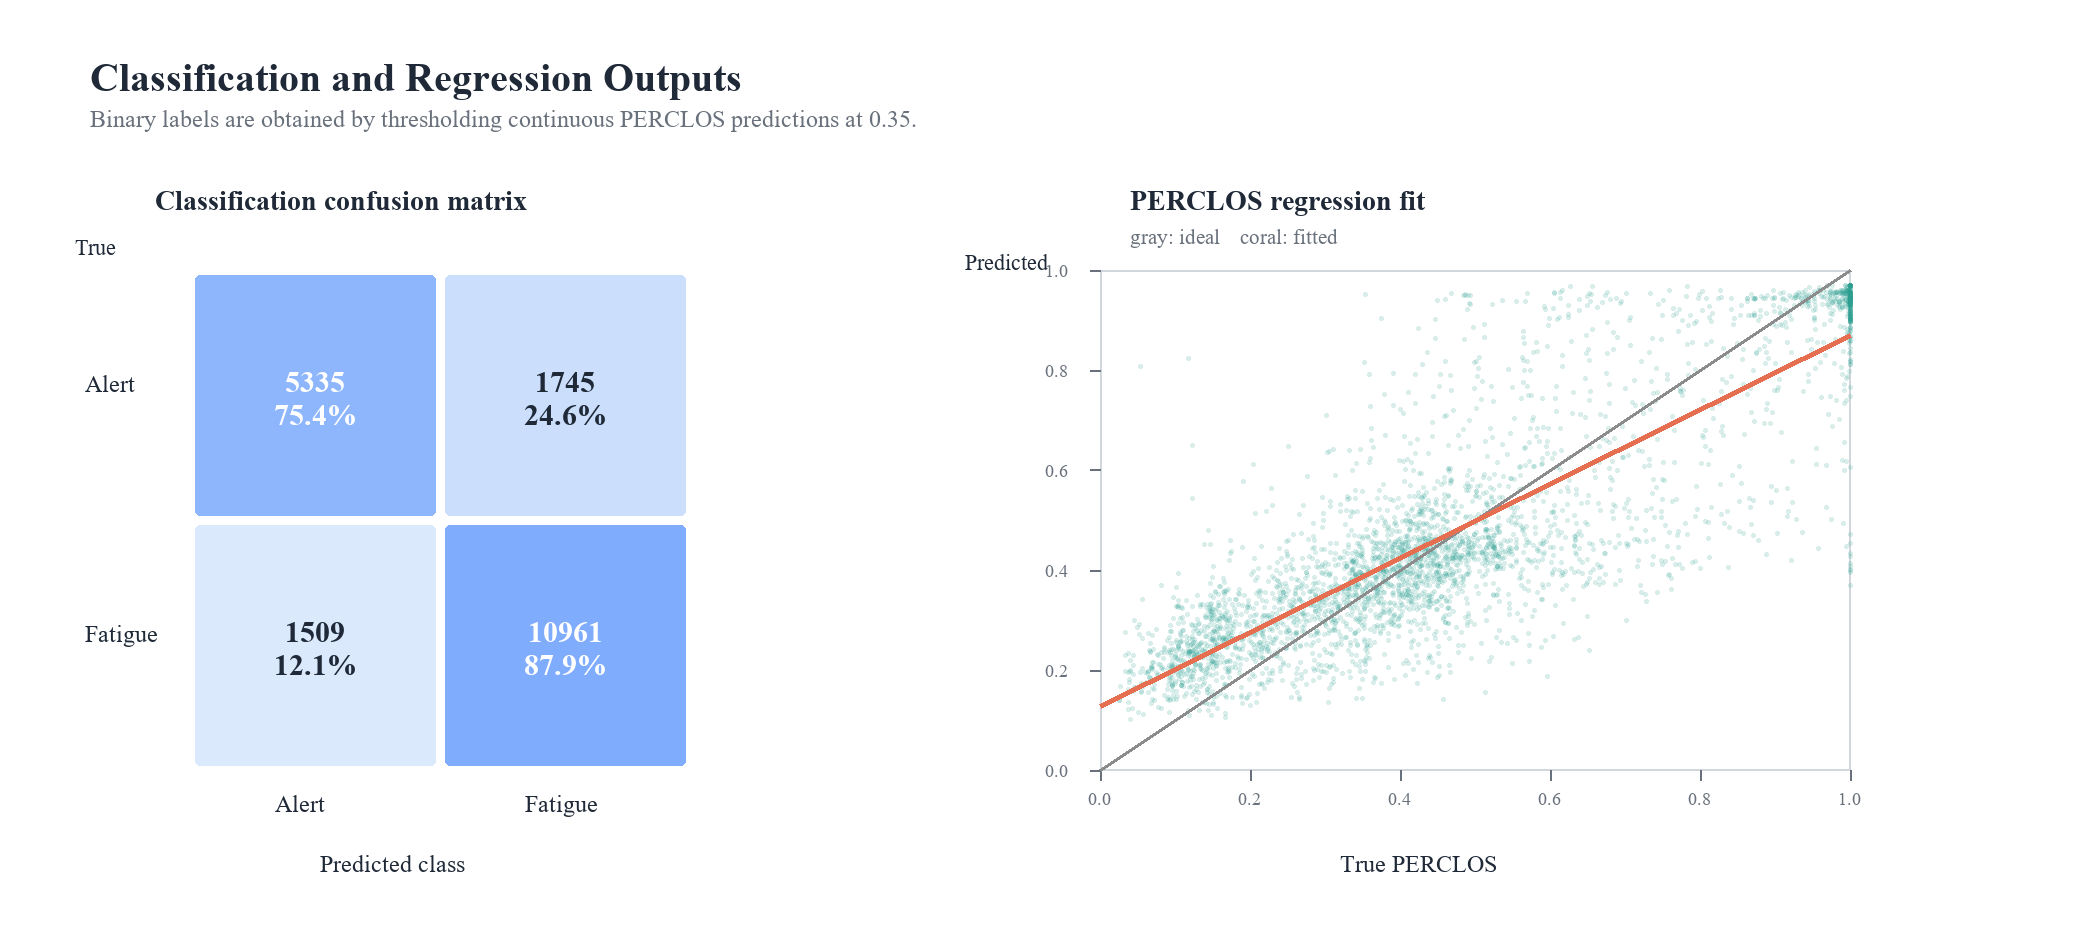 Classification and Regression Outputs
Binary labels are obtained by thresholding continuous PERCLOS predictions at 0.35.
Classification confusion matrix
True
Alert
5335
75.4%
1745
24.6%
Fatigue
1509
12.1%
10961
87.9%
Alert
Fatigue
Predicted class
PERCLOS regression fit
gray: ideal coral: fitted
Predicted
1.0
0.8
0.6
0.4
0.2
0.0
0.0
0.2
0.4
0.6
0.8
1.0
True PERCLOS